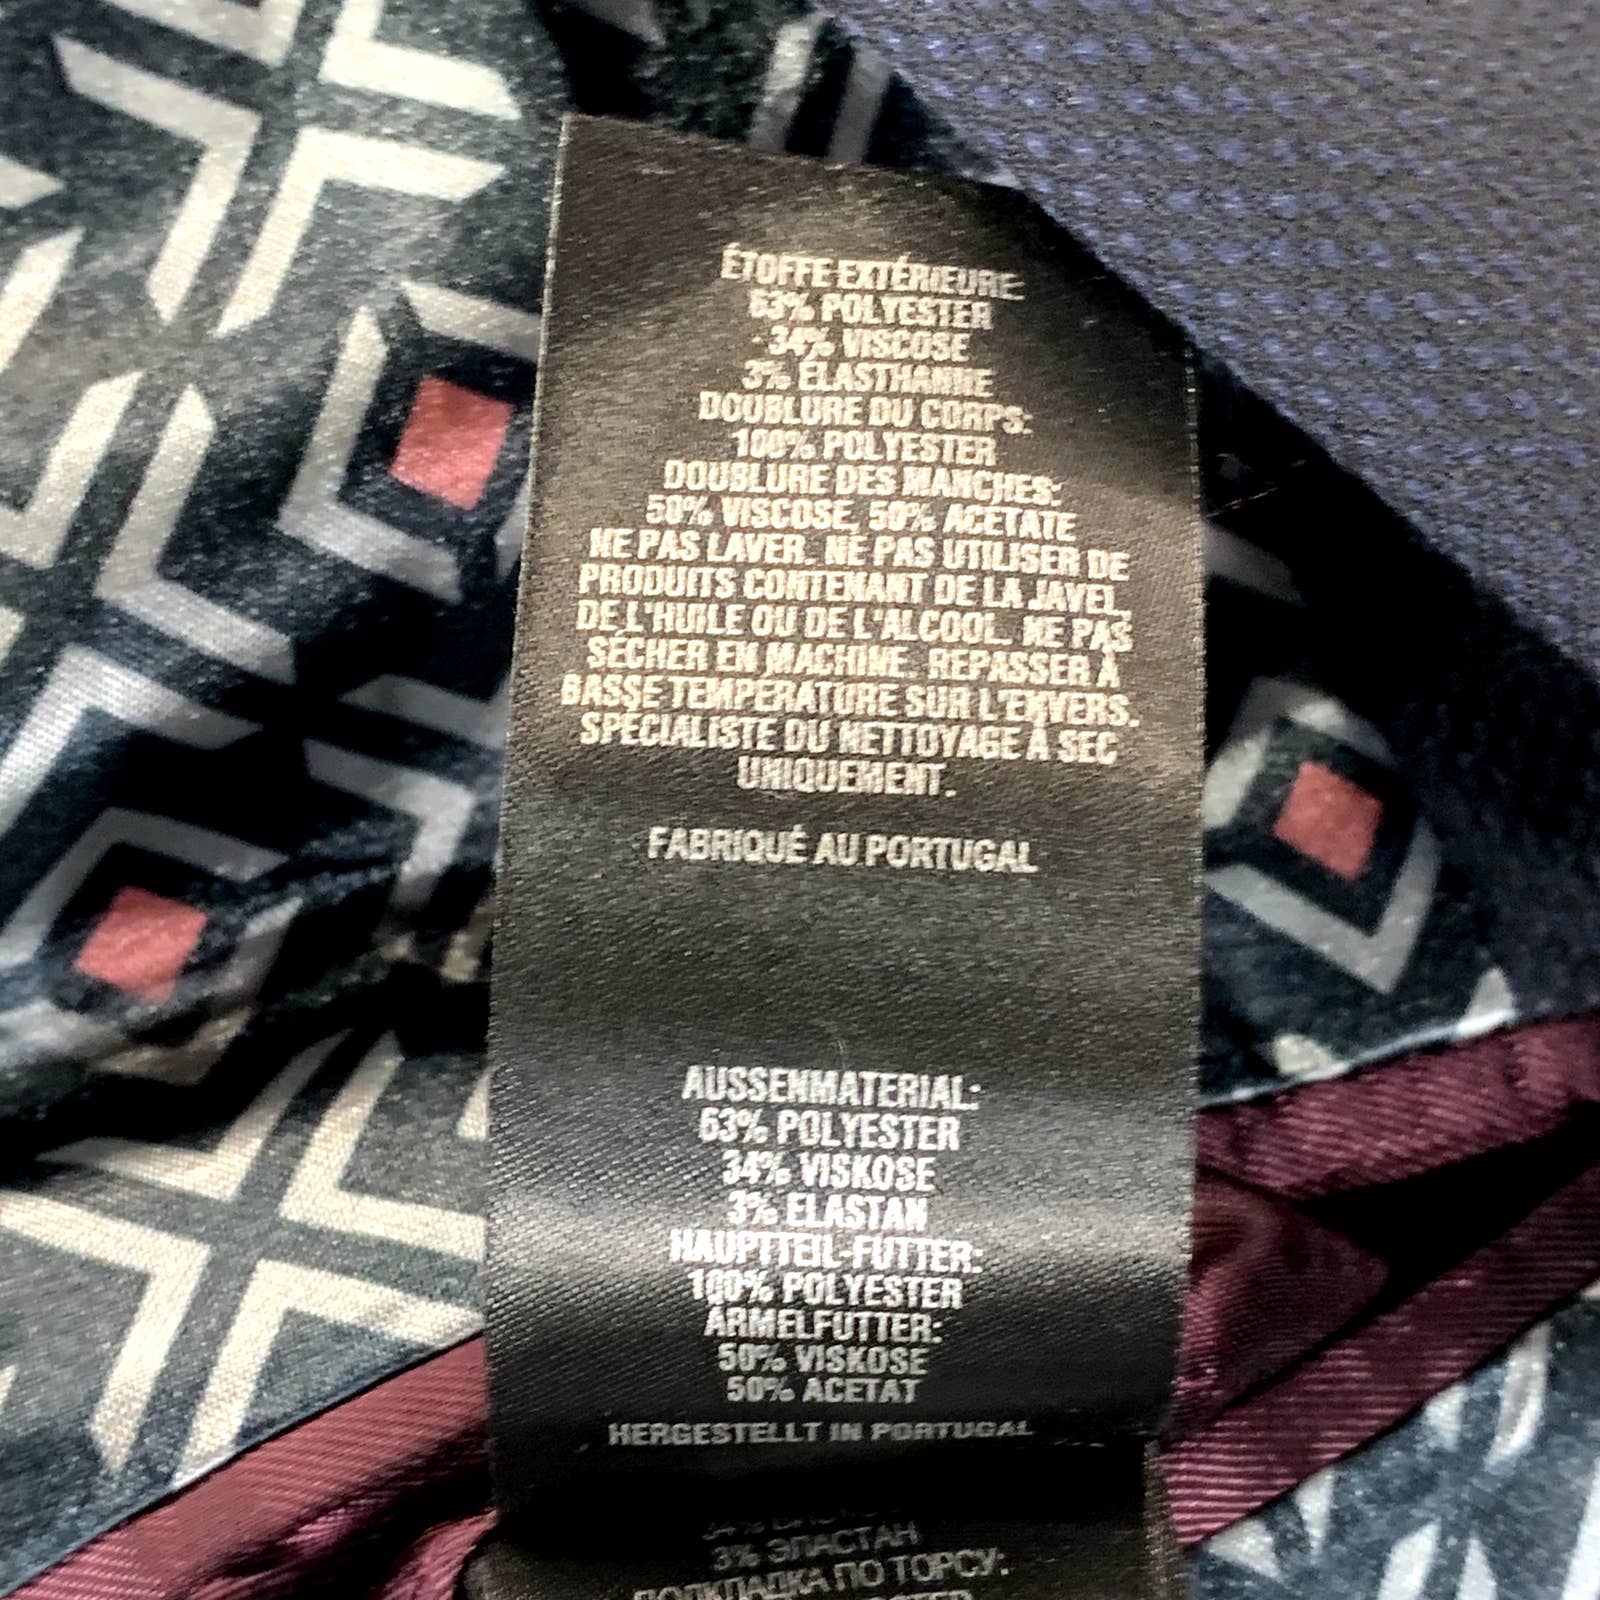 ÉTOFFE EXTÉRIEURE
63% POLYESTER
34% VISCOSE
3% ÉLASTHANNE
DOUBLURE DU CORPS:
100% POLYESTER
DOUBLURE DES MANCHES:
50% VISCOSE, 50% ACETATE
NE PAS LAVER. NE PAS UTILISER DE
PRODUITS CONTENANT DE LA JAVEL,
DE L'HUILE OU DE L'ALCOOL. NE PAS
SÉCHER EN MACHINE. REPASSER À
BASSE TEMPÉRATURE SUR L'ENVERS.
SPÉCIALISTE DU NETTOYAGE À SEC
UNIQUEMENT.
FABRIQUÉ AU PORTUGAL
AUSSENMATERIAL:
63% POLYESTER
34% VISKOSE
3% ELASTAN
HAUPTTEIL-FUTTER:
100% POLYESTER
ÄRMELFUTTER:
50% VISKOSE
50% ACETAT
HERGESTELLT IN PORTUGAL
3% ЭЛАСТАН
ПОДКЛАДКА ПО ТОРСУ: